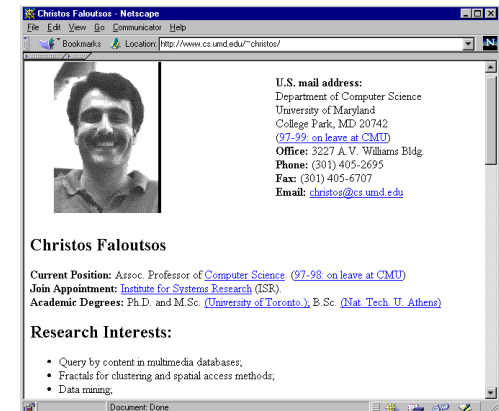 Christos Faloutsos - Netscape
File Edit View Go Communicator Help
Bookmarks Location: http://www.cs.umd.edu/~christos/
N
U.S. mail address:
Department of Computer Science
University of Maryland
College Park, MD 20742
(97-99: on leave at CMU)
Office: 3227 A.V. Williams Bldg.
Phone: (301) 405-2695
Fax: (301) 405-6707
Email: christos@cs.umd.edu
Christos Faloutsos
Current Position: Assoc. Professor of Computer Science. (97-98: on leave at CMU)
Join Appointment: Institute for Systems Research (ISR).
Academic Degrees: Ph.D. and M.Sc. (University of Toronto.); B.Sc. (Nat. Tech. U. Athens)
Research Interests:
• Query by content in multimedia databases;
• Fractals for clustering and spatial access methods;
• Data mining;
Document: Done